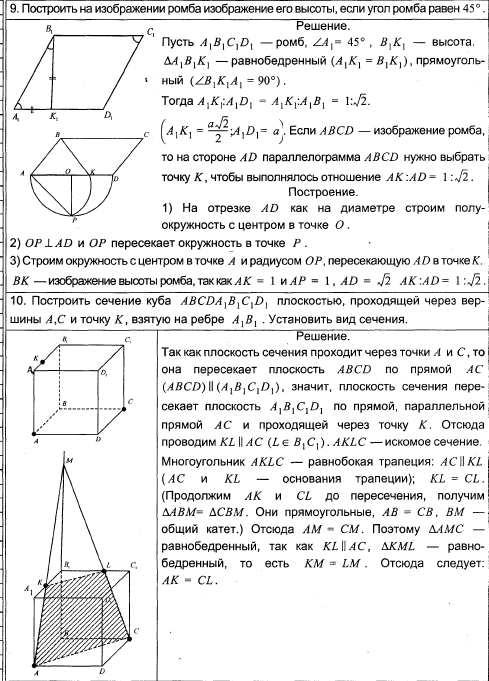 9. Построить на изображении ромба изображение его высоты, если угол ромба равен 45°.
Решение.
Пусть A₁B₁C₁D₁ — ромб, ∠A₁= 45°, B₁K₁ — высота.
ΔA₁B₁K₁ — равнобедренный (A₁K₁ = B₁K₁), прямоуголь-
ный (∠B₁K₁A₁ = 90°).
Тогда A₁K₁:A₁D₁ = A₁K₁:A₁B₁ = 1:√2.
(A₁K₁ = a√2/2; A₁D₁= a). Если ABCD — изображение ромба,
то на стороне AD параллелограмма ABCD нужно выбрать
точку K, чтобы выполнялось отношение AK:AD = 1:√2.
Построение.
1) На отрезке AD как на диаметре строим полу-
окружность с центром в точке O.
2) OP⊥AD и OP пересекает окружность в точке P.
3) Строим окружность с центром в точке A и радиусом OP, пересекающую AD в точке K.
BK — изображение высоты ромба, так как AK = 1 и AP = 1, AD = √2 AK:AD = 1:√2.
B₁
C₁
A₁
K₁
D₁
B
C
A
O
K
D
P
10. Построить сечение куба ABCDA₁B₁C₁D₁ плоскостью, проходящей через вер-
шины A,C и точку K, взятую на ребре A₁B₁. Установить вид сечения.
Решение.
Так как плоскость сечения проходит через точки A и C, то
она пересекает плоскость ABCD по прямой AC
(ABCD)||(A₁B₁C₁D₁), значит, плоскость сечения пере-
секает плоскость A₁B₁C₁D₁ по прямой, параллельной
прямой AC и проходящей через точку K. Отсюда
проводим KL||AC (L∈B₁C₁). AKLC — искомое сечение.
Многоугольник AKLC — равнобокая трапеция: AC||KL
(AC и KL — основания трапеции); KL = CL.
(Продолжим AK и CL до пересечения, получим
ΔABM= ΔCBM. Они прямоугольные, AB = CB, BM —
общий катет.) Отсюда AM = CM. Поэтому ΔAMC —
равнобедренный, так как KL||AC, ΔKML — равно-
бедренный, то есть KM = LM. Отсюда следует:
AK = CL.
B₁
C₁
K
D₁
B
C
A
D
M
B₁
L
C₁
K
A₁
B
C
A
D